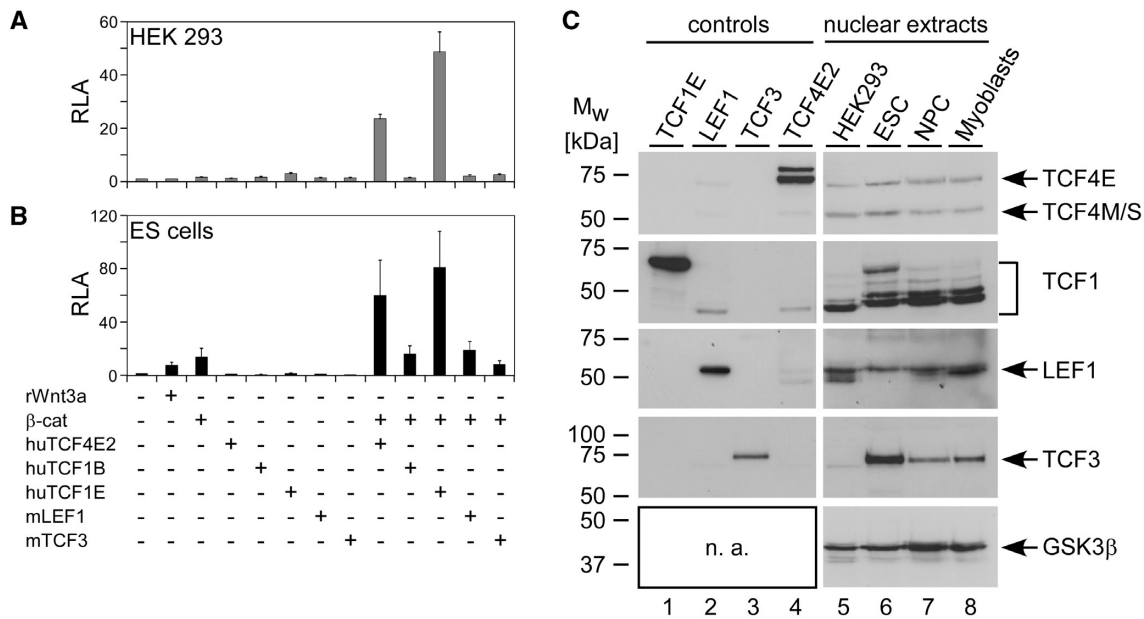 A
HEK 293
RLA
60
40
20
0
B
ES cells
RLA
120
80
40
0
rWnt3a - + - - - - - - - - - - -
β-cat - - + - - - - - + + + + +
huTCF4E2 - - - + - - - - + - - - -
huTCF1B - - - - + - - - - + - - -
huTCF1E - - - - - + - - - - + - -
mLEF1 - - - - - - + - - - - + -
mTCF3 - - - - - - - + - - - - +
C
controls nuclear extracts
TCF1E LEF1 TCF3 TCF4E2 HEK293 ESC NPC Myoblasts
Mw
[kDa]
75
50
TCF4E
TCF4M/S
75
50
TCF1
75
50
LEF1
100
75
50
TCF3
50
37
n. a.
GSK3β
1 2 3 4 5 6 7 8